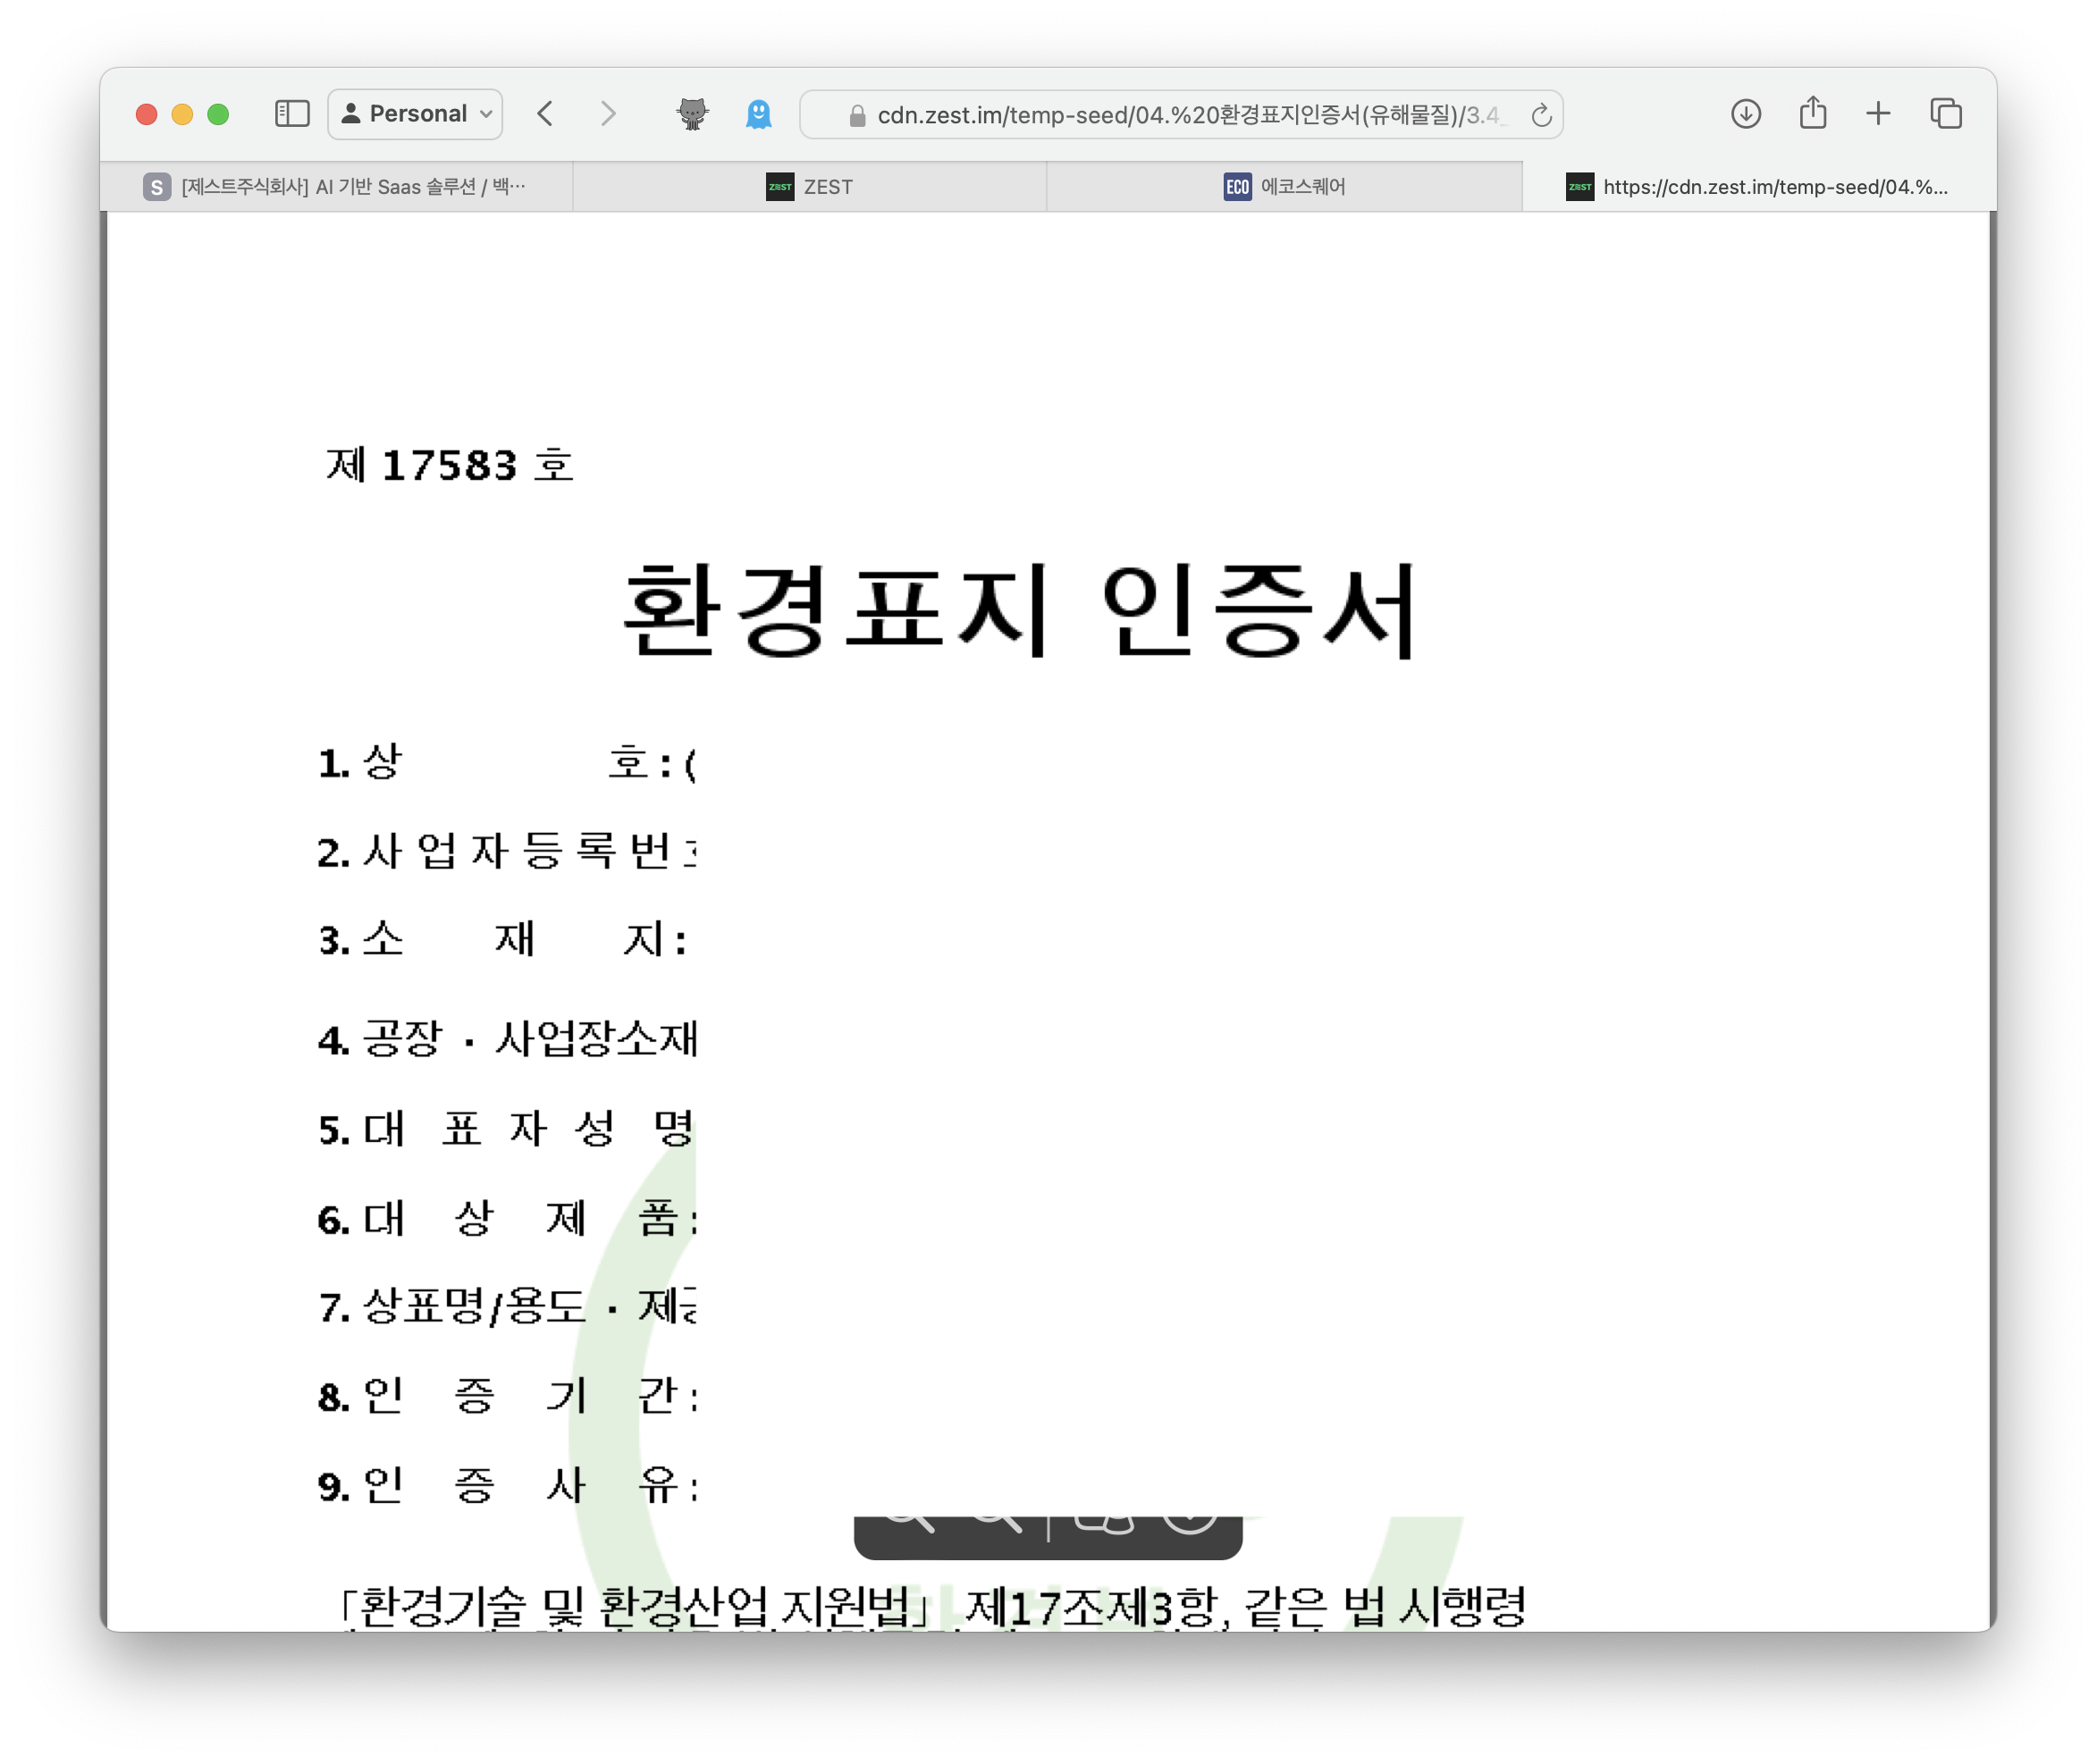 Personal
cdn.zest.im/temp-seed/04.%20환경표지인증서(유해물질)/3.4_
S [제스트주식회사] AI 기반 Saas 솔루션 / 백…
ZEST ZEST
ECO 에코스퀘어
ZEST https://cdn.zest.im/temp-seed/04.%...
제 17583 호
환경표지 인증서
1. 상 호 : (
2. 사 업 자 등 록 번
3. 소 재 지 :
4. 공장 · 사업장소재
5. 대 표 자 성 명
6. 대 상 제 품 :
7. 상표명/용도 · 제
8. 인 증 기 간 :
9. 인 증 사 유 :
「환경기술 및 환경산업 지원법」 제17조제3항, 같은 법 시행령